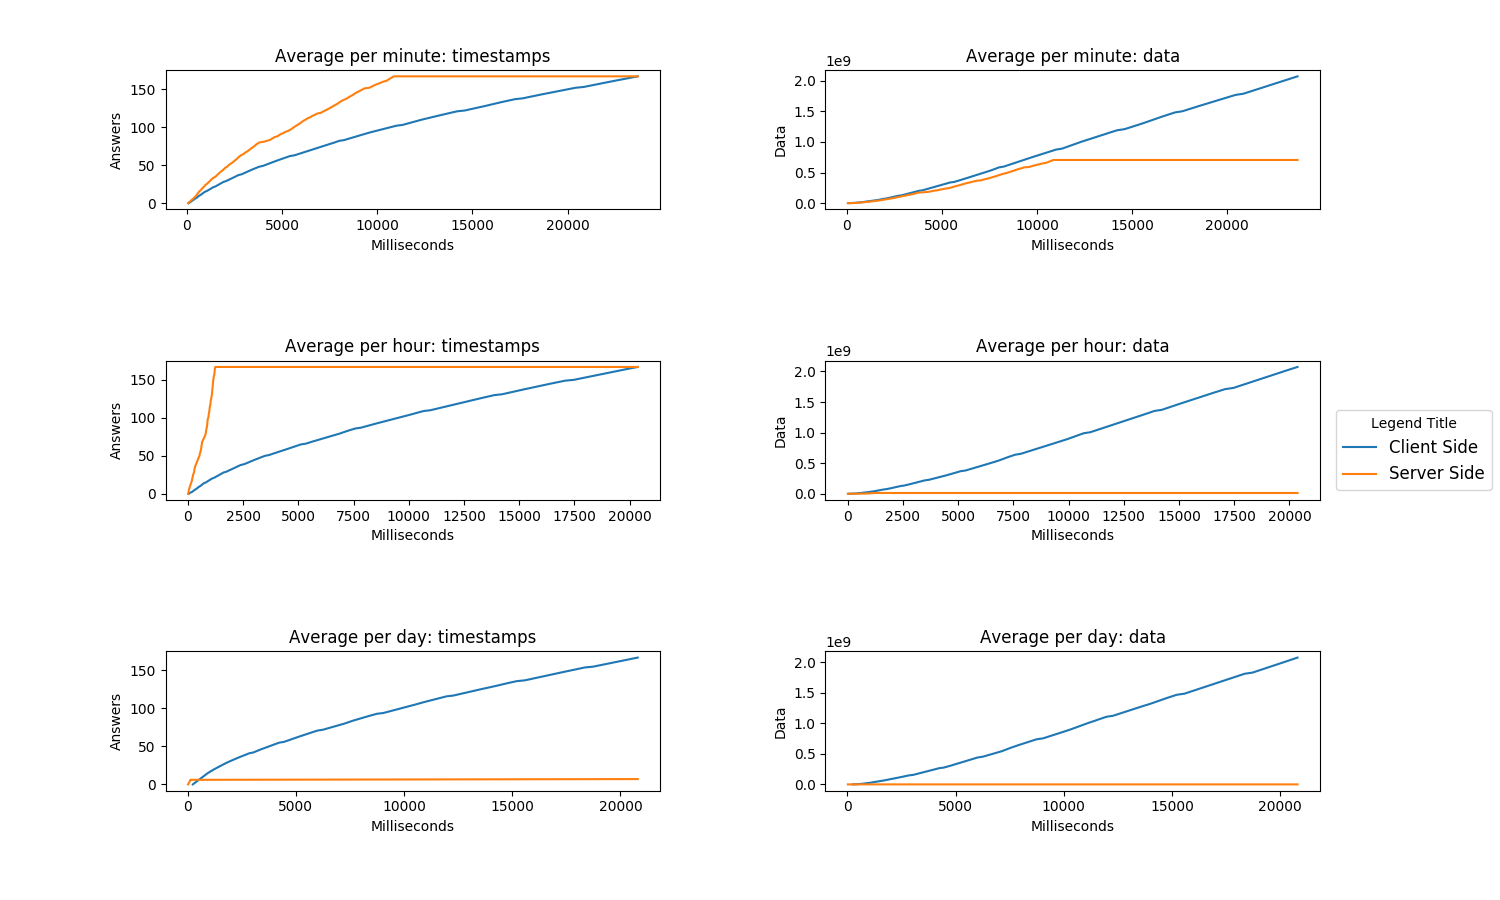 Average per minute: timestamps
Answers
150
100
50
0
0 5000 10000 15000 20000
Milliseconds
Average per minute: data
1e9
Data
2.0
1.5
1.0
0.5
0.0
0 5000 10000 15000 20000
Milliseconds
Average per hour: timestamps
Answers
150
100
50
0
0 2500 5000 7500 10000 12500 15000 17500 20000
Milliseconds
Average per hour: data
1e9
Data
2.0
1.5
1.0
0.5
0.0
0 2500 5000 7500 10000 12500 15000 17500 20000
Milliseconds
Legend Title
Client Side
Server Side
Average per day: timestamps
Answers
150
100
50
0
0 5000 10000 15000 20000
Milliseconds
Average per day: data
1e9
Data
2.0
1.5
1.0
0.5
0.0
0 5000 10000 15000 20000
Milliseconds